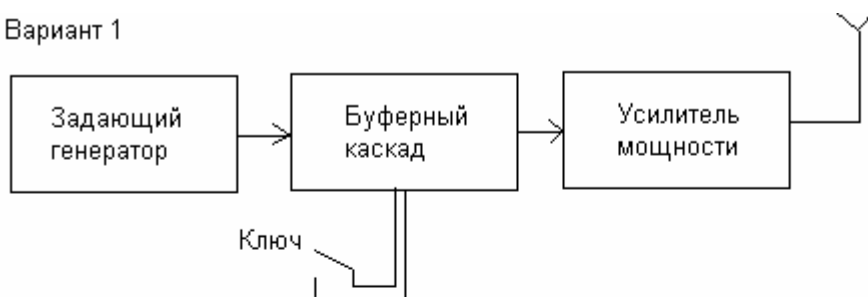 Вариант 1
Задающий
генератор
Буферный
каскад
Усилитель
мощности
Ключ